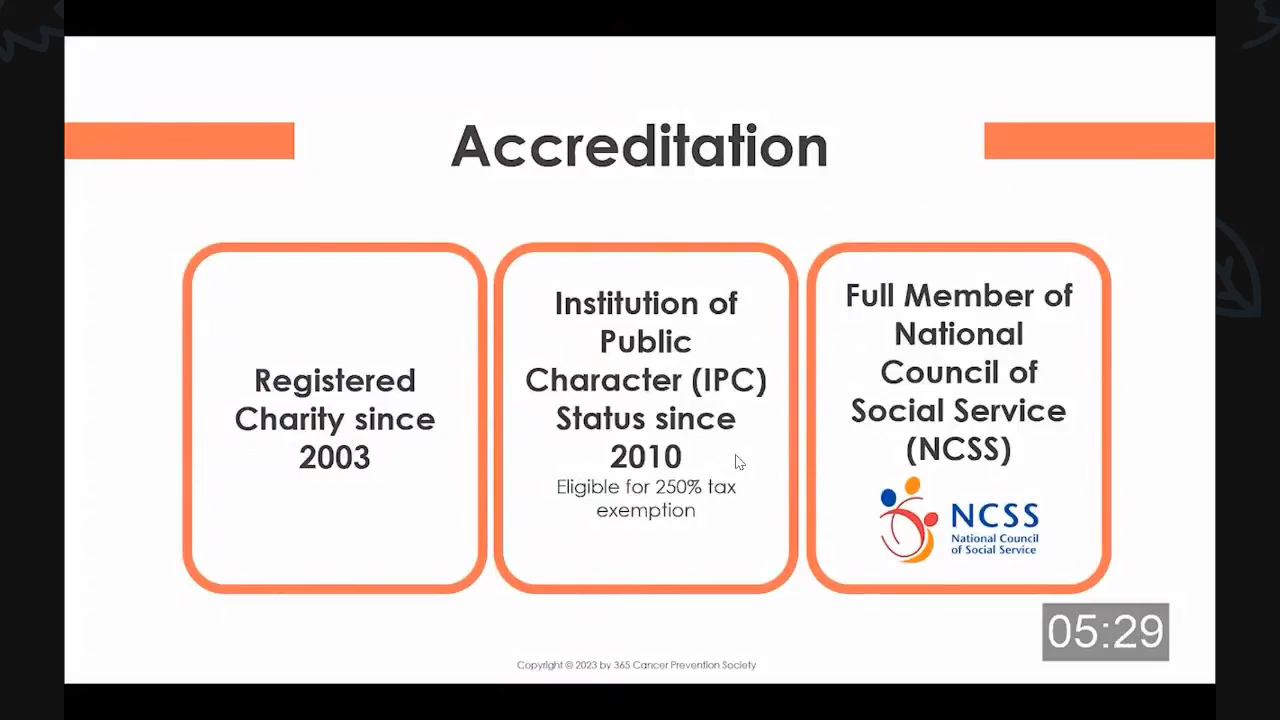 Accreditation
Registered
Charity since
2003
Institution of
Public
Character (IPC)
Status since
2010
Eligible for 250% tax
exemption
Full Member of
National
Council of
Social Service
(NCSS)
NCSS
National Council
of Social Service
05:29
Copyright © 2023 by 365 Cancer Prevention Society